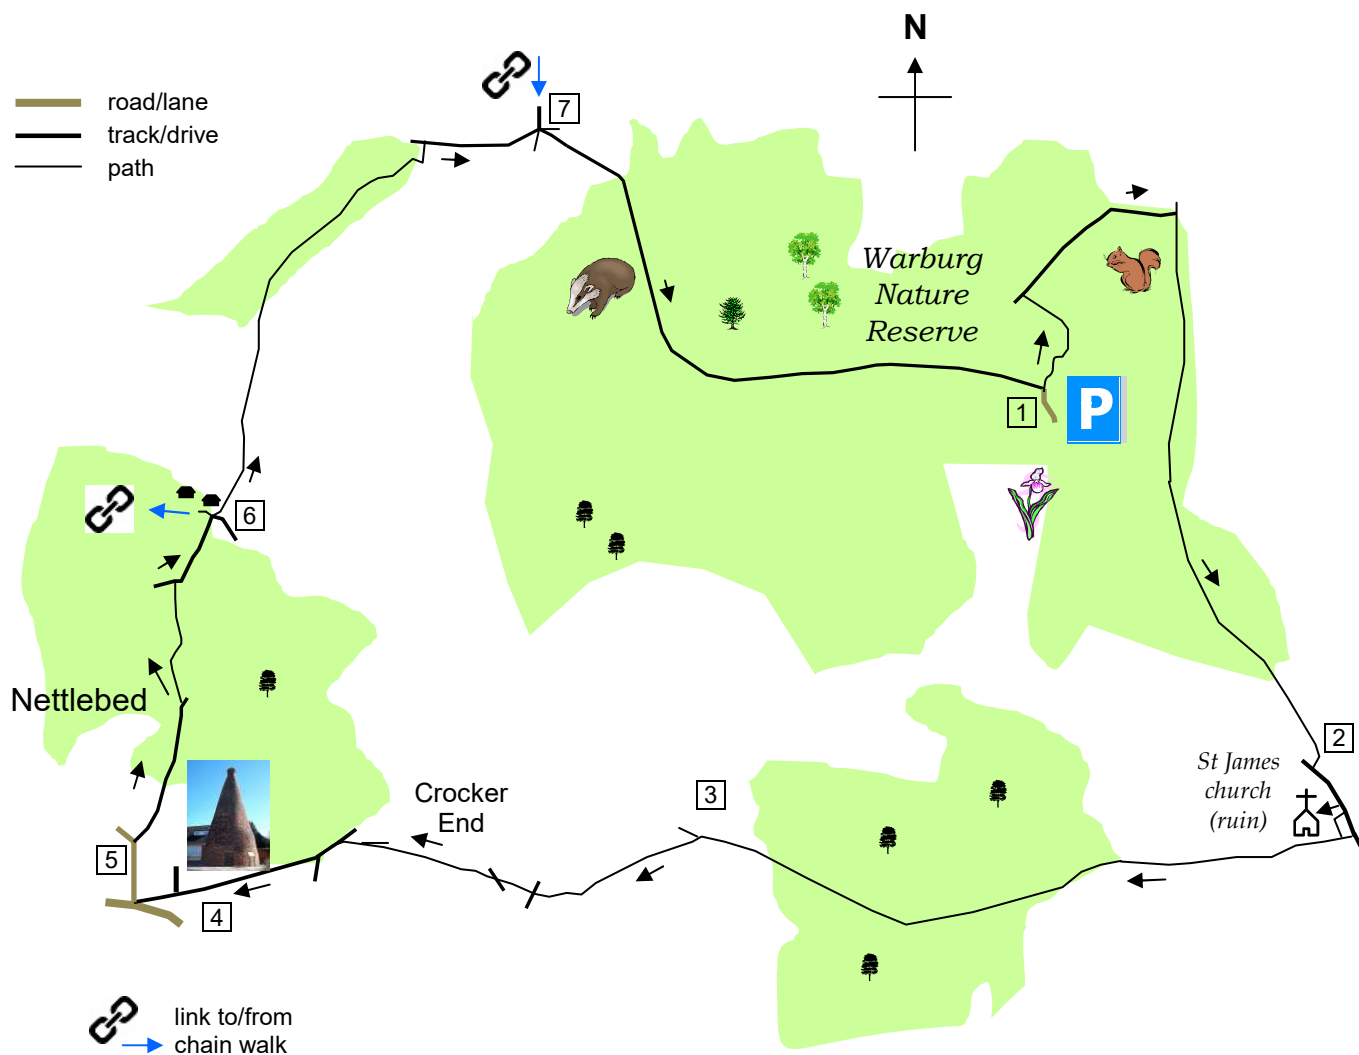 N
7
road/lane
track/drive
path
Warburg
Nature
Reserve
P
1
6
Nettlebed
2
St James
church
(ruin)
3
Crocker
End
5
4
link to/from
chain walk